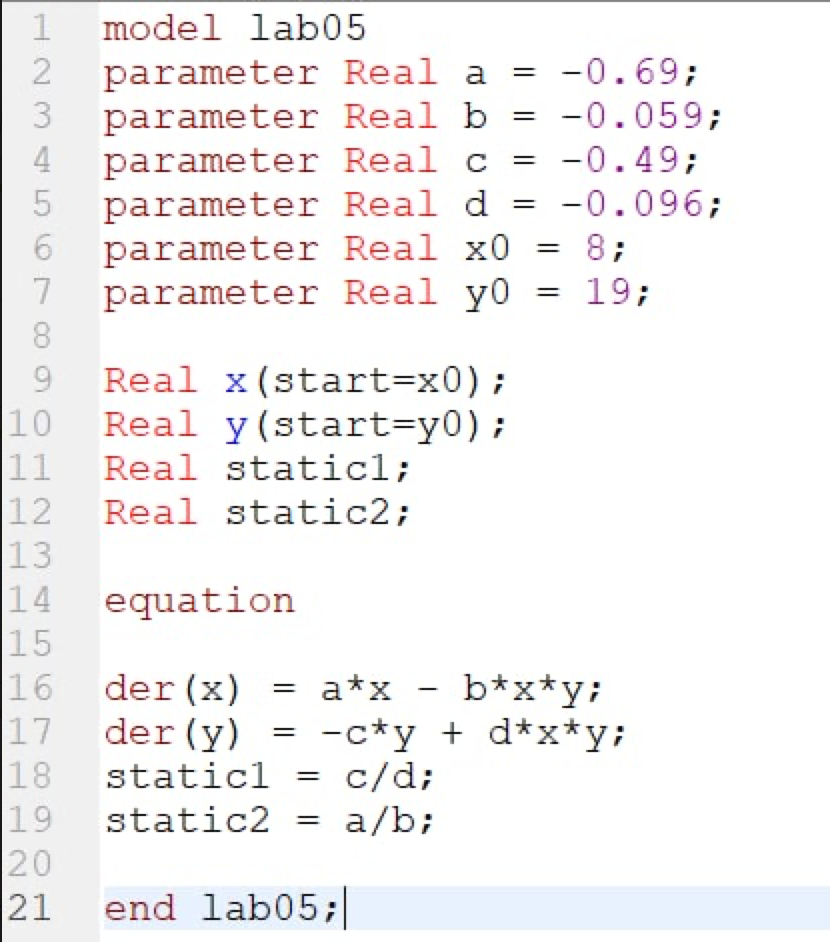 1 model lab05
2 parameter Real a = -0.69;
3 parameter Real b = -0.059;
4 parameter Real c = -0.49;
5 parameter Real d = -0.096;
6 parameter Real x0 = 8;
7 parameter Real y0 = 19;
8
9 Real x(start=x0);
10 Real y(start=y0);
11 Real static1;
12 Real static2;
13
14 equation
15
16 der(x) = a*x - b*x*y;
17 der(y) = -c*y + d*x*y;
18 static1 = c/d;
19 static2 = a/b;
20
21 end lab05;